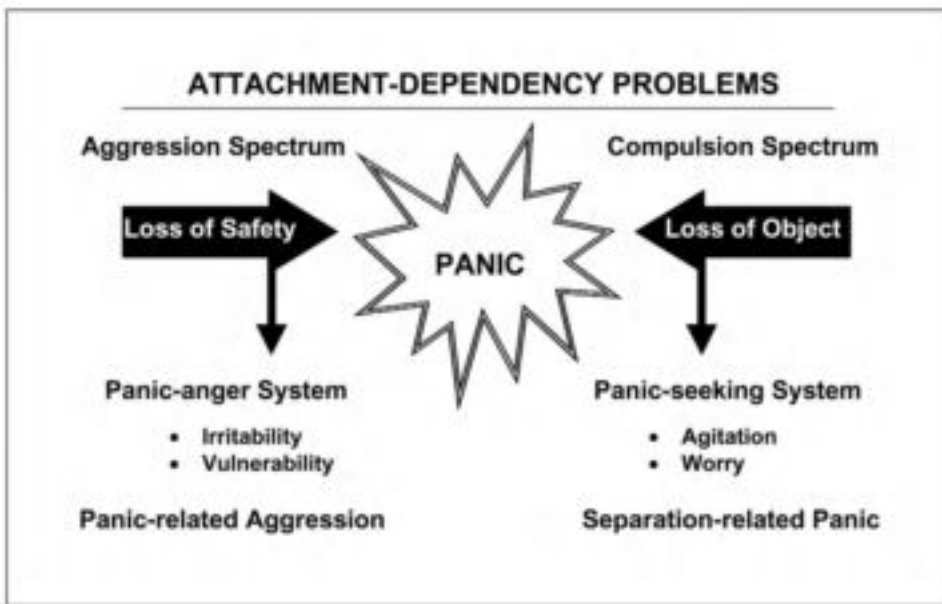 ATTACHMENT-DEPENDENCY PROBLEMS
Aggression Spectrum
Compulsion Spectrum
Loss of Safety
PANIC
Loss of Object
Panic-anger System
• Irritability
• Vulnerability
Panic-related Aggression
Panic-seeking System
• Agitation
• Worry
Separation-related Panic